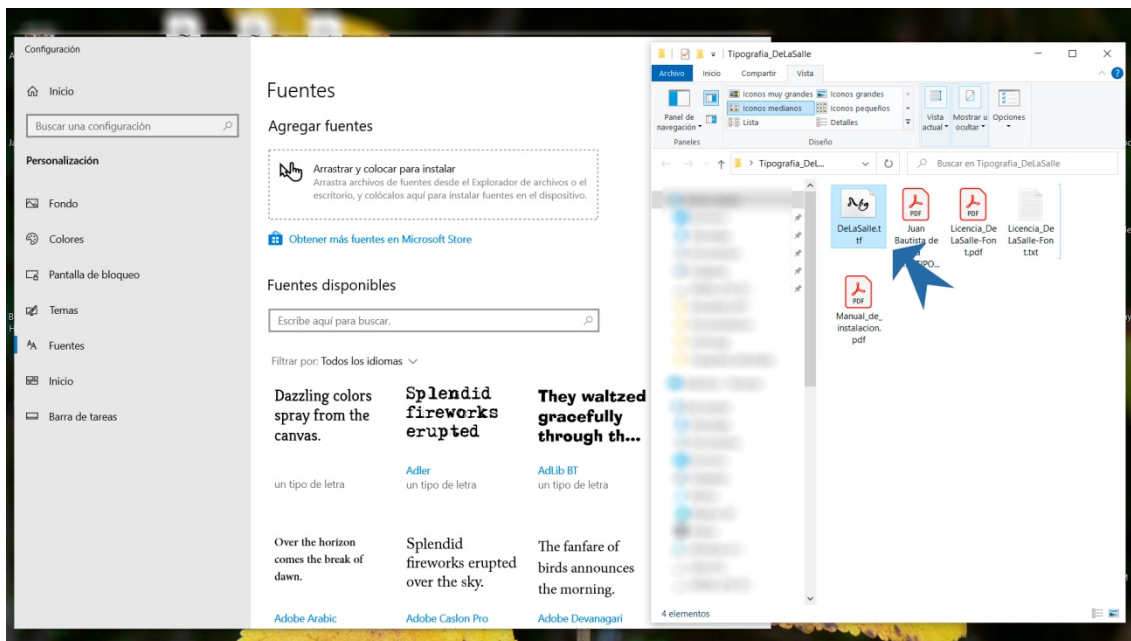 Configuración
Inicio
Buscar una configuración
Personalización
Fondo
Colores
Pantalla de bloqueo
Temas
Fuentes
Inicio
Barra de tareas
Fuentes
Agregar fuentes
Arrastrar y colocar para instalar
Arrastra archivos de fuentes desde el Explorador de archivos o el
escritorio, y colócalos aquí para instalar fuentes en el dispositivo.
Obtener más fuentes en Microsoft Store
Fuentes disponibles
Escribe aquí para buscar.
Filtrar por: Todos los idiomas
Dazzling colors
spray from the
canvas.
un tipo de letra
Splendid
fireworks
erupted
Adler
un tipo de letra
They waltzed
gracefully
through th...
AdLib BT
un tipo de letra
Over the horizon
comes the break of
dawn.
Adobe Arabic
Splendid
fireworks erupted
over the sky.
Adobe Caslon Pro
The fanfare of
birds announces
the morning.
Adobe Devanagari
Tipografia_DeLaSalle
Archivo Inicio Compartir Vista
Panel de
navegación
Iconos muy grandes Iconos grandes
Iconos medianos Iconos pequeños
Lista Detalles
Vista
actual
Mostrar u
ocultar
Opciones
Paneles Diseño
Tipografia_DeL...
Buscar en Tipografia_DeLaSalle
Abg
DeLaSalle.t
tf
PDF
Juan
Bautista de
PDF
Licencia_De
LaSalle-Fon
t.pdf
Licencia_De
LaSalle-Fon
t.txt
PDF
Manual_de_
instalacion.
pdf
4 elementos